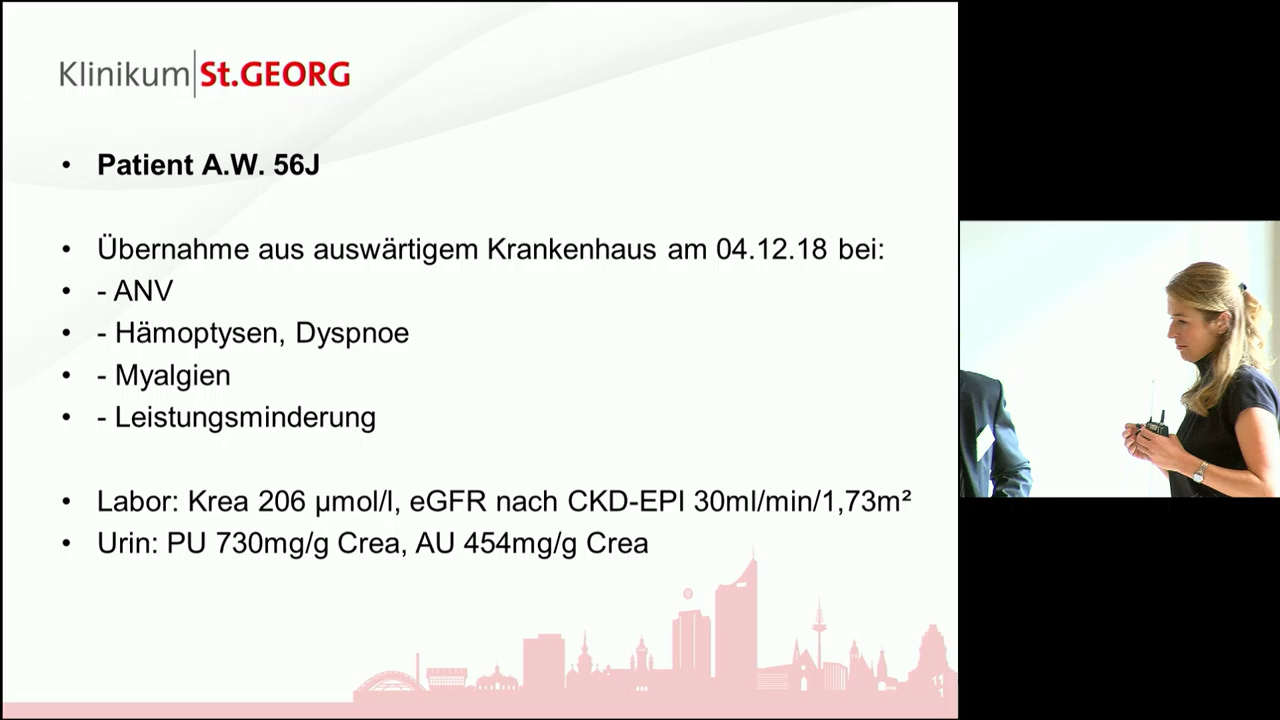 Klinikum St.GEORG
• Patient A.W. 56J
• Übernahme aus auswärtigem Krankenhaus am 04.12.18 bei:
• - ANV
• - Hämoptysen, Dyspnoe
• - Myalgien
• - Leistungsminderung
• Labor: Krea 206 µmol/l, eGFR nach CKD-EPI 30ml/min/1,73m²
• Urin: PU 730mg/g Crea, AU 454mg/g Crea
11
1